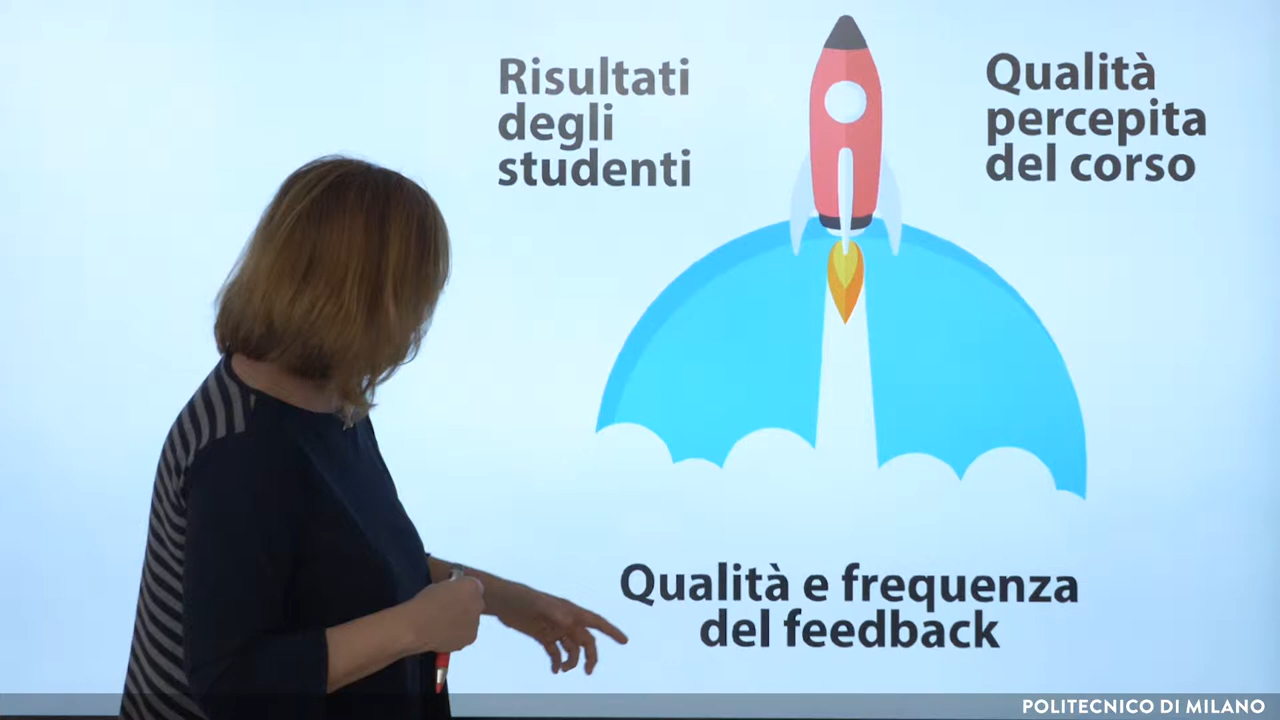 Risultati
degli
studenti
Qualità
percepita
del corso
Qualità e frequenza
del feedback
POLITECNICO DI MILANO